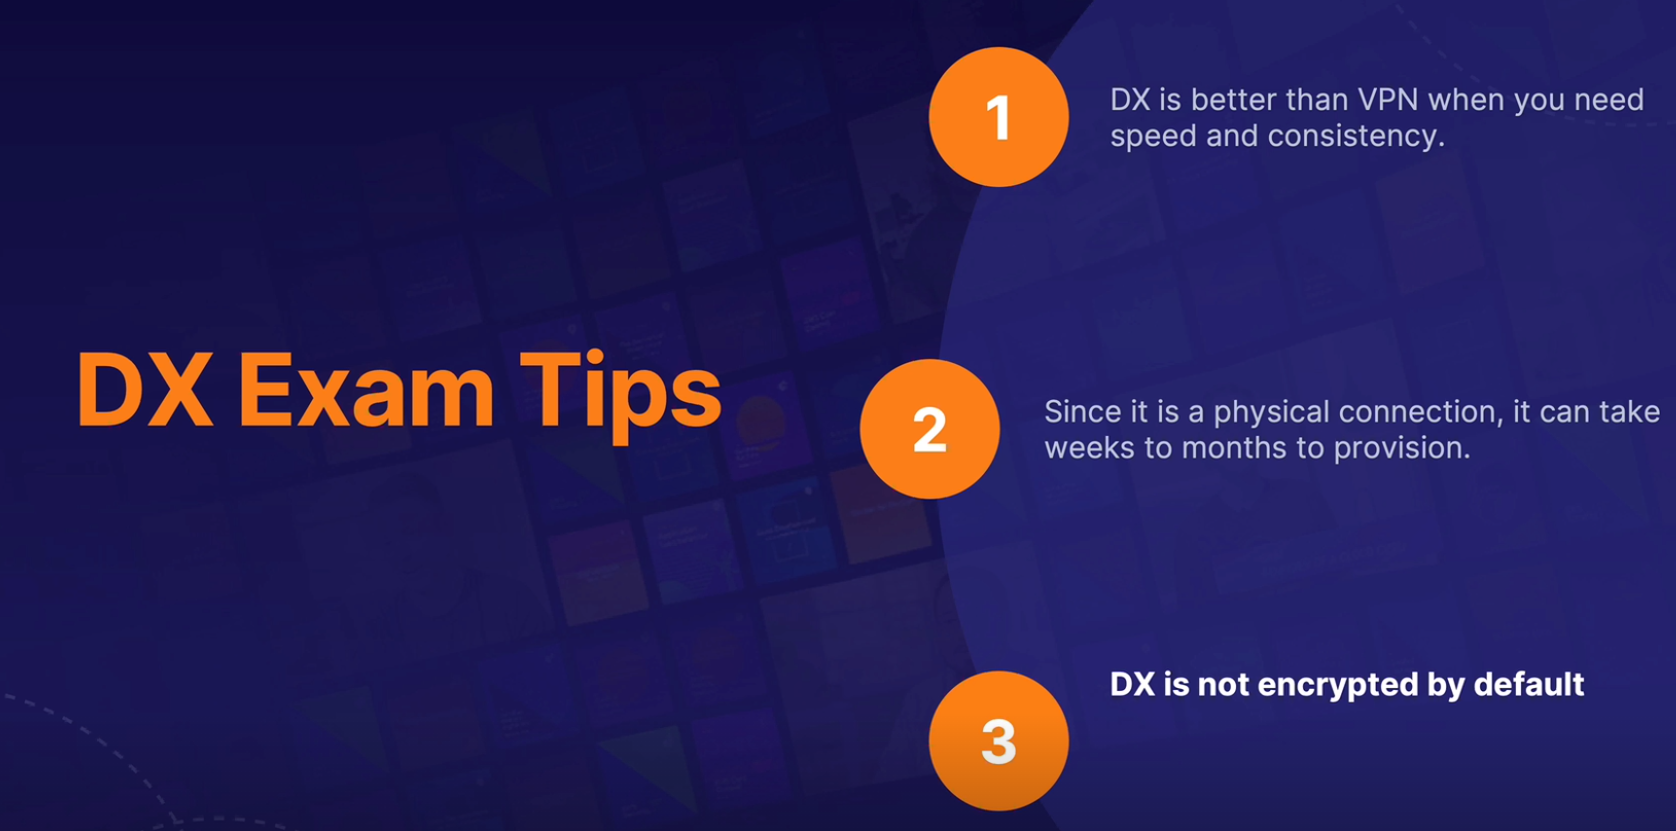 DX Exam Tips
1
DX is better than VPN when you need
speed and consistency.
2
Since it is a physical connection, it can take
weeks to months to provision.
3
DX is not encrypted by default